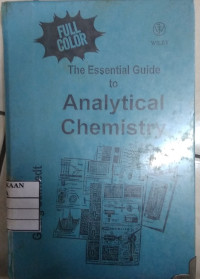 FULL
COLOR
WILEY
The Essential Guide
to
Analytical
Chemistry